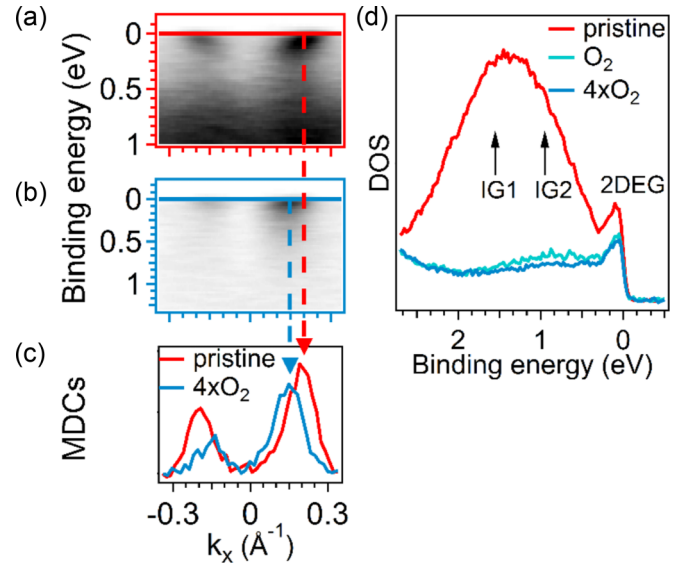 (a)
0
0.5
1
Binding energy (eV)
(b)
0
0.5
1
(c)
MDCs
pristine
4xO₂
-0.3
0
0.3
kₓ (Å⁻¹)
(d)
pristine
O₂
4xO₂
DOS
IG1
IG2
2DEG
2
1
0
Binding energy (eV)